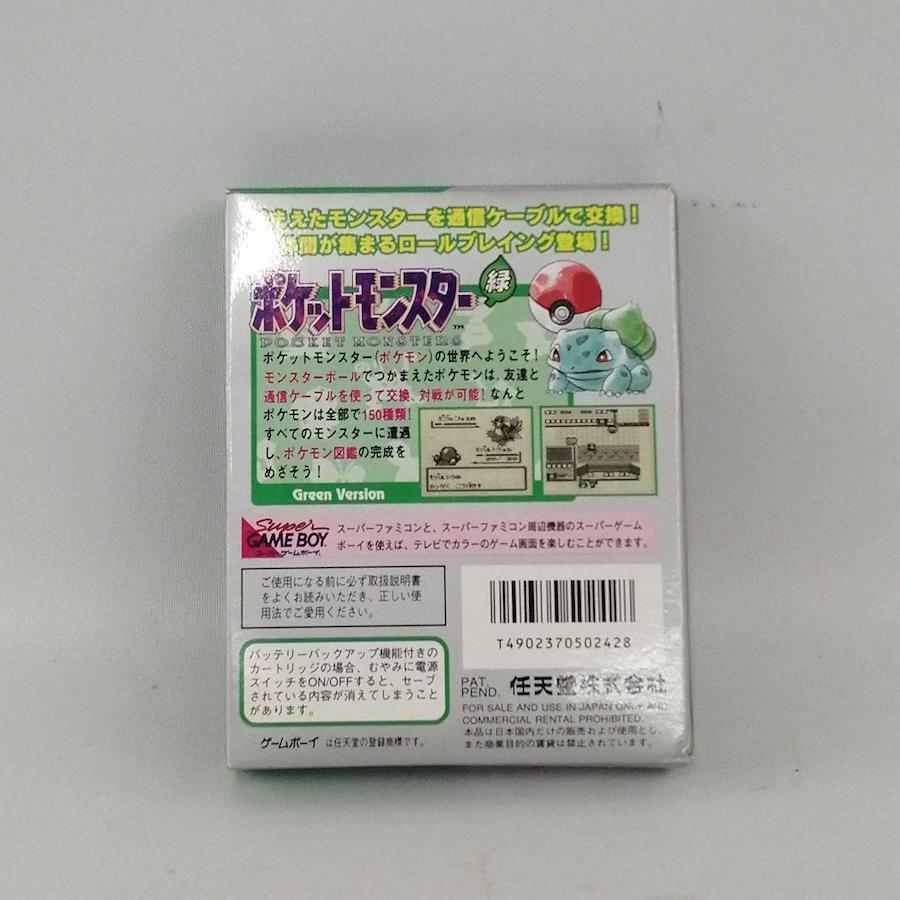 まえたモンスターを通信ケーブルで交換！
間が集まるロールプレイング登場！
ポケットモンスター 緑
TM
POCKET MONSTERS
ポケットモンスター(ポケモン)の世界へようこそ！
モンスターボールでつかまえたポケモンは、友達と
通信ケーブルを使って交換、対戦が可能！なんと
ポケモンは全部で150種類！
すべてのモンスターに遭遇
し、ポケモン図鑑の完成を
めざそう！
Green Version
Super
GAME BOY
スーパーゲームボーイ
スーパーファミコンと、スーパーファミコン周辺機器のスーパーゲーム
ボーイを使えば、テレビでカラーのゲーム画面を楽しむことができます。
ご使用になる前に必ず取扱説明書
をよくお読みいただき、正しい使
用法でご愛用ください。
T4902370502428
バッテリーバックアップ機能付きの
カートリッジの場合、むやみに電源
スイッチをON/OFFすると、セーブ
されている内容が消えてしまうこと
があります。
PAT.
PEND. 任天堂株式会社
FOR SALE AND USE IN JAPAN ONLY AND
COMMERCIAL RENTAL PROHIBITED.
本品は日本国内だけの販売および使用とし、
また商業目的の賃貸は禁止されています。
ゲームボーイ は任天堂の登録商標です。